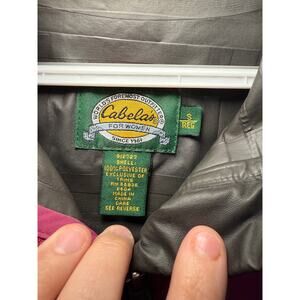 WORLD'S FOREMOST OUTFITTER
Cabela's
FOR WOMEN
SINCE 1961
S
REG
SHELL:
100% POLYESTER
EXCLUSIVE OF
TRIMS
MADE IN
CHINA
CARE
SEE REVERSE